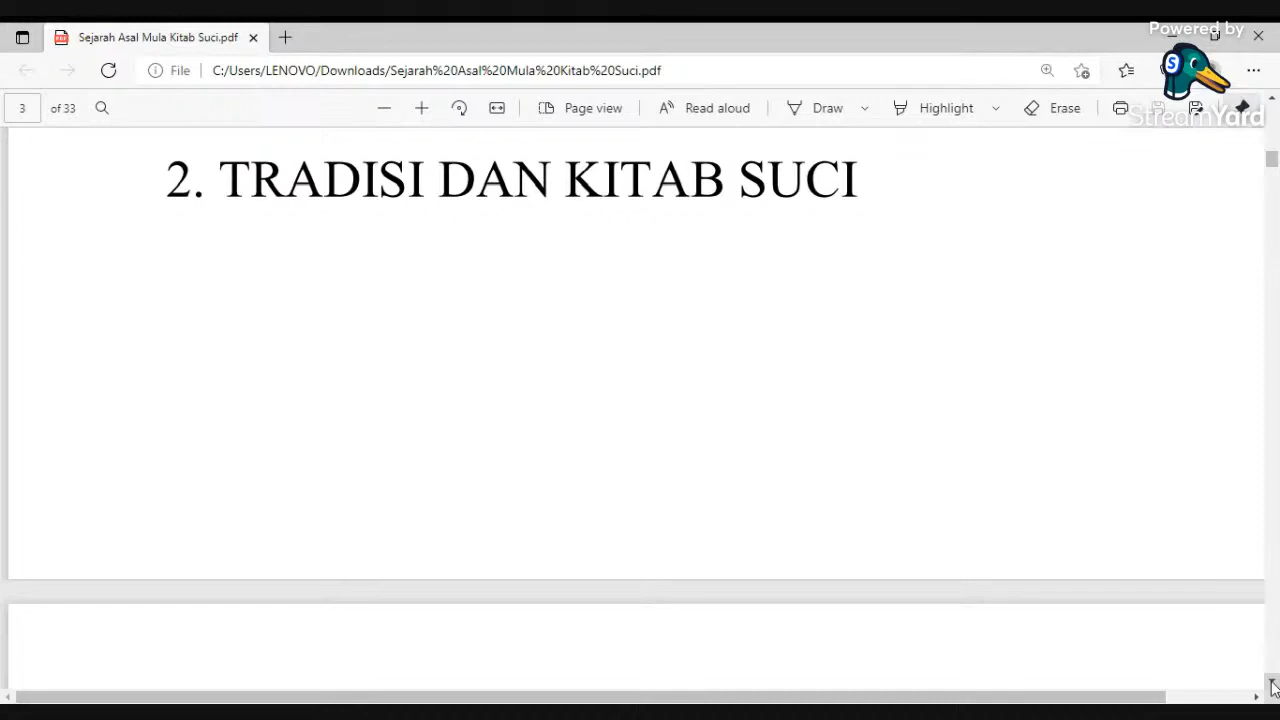 Powered by
Sejarah Asal Mula Kitab Suci.pdf
File
C:/Users/LENOVO/Downloads/Sejarah%20Asal%20Mula%20Kitab%20Suci.pdf
3 of 33
Page view
Read aloud
Draw
Highlight
Erase
StreamYard
2. TRADISI DAN KITAB SUCI